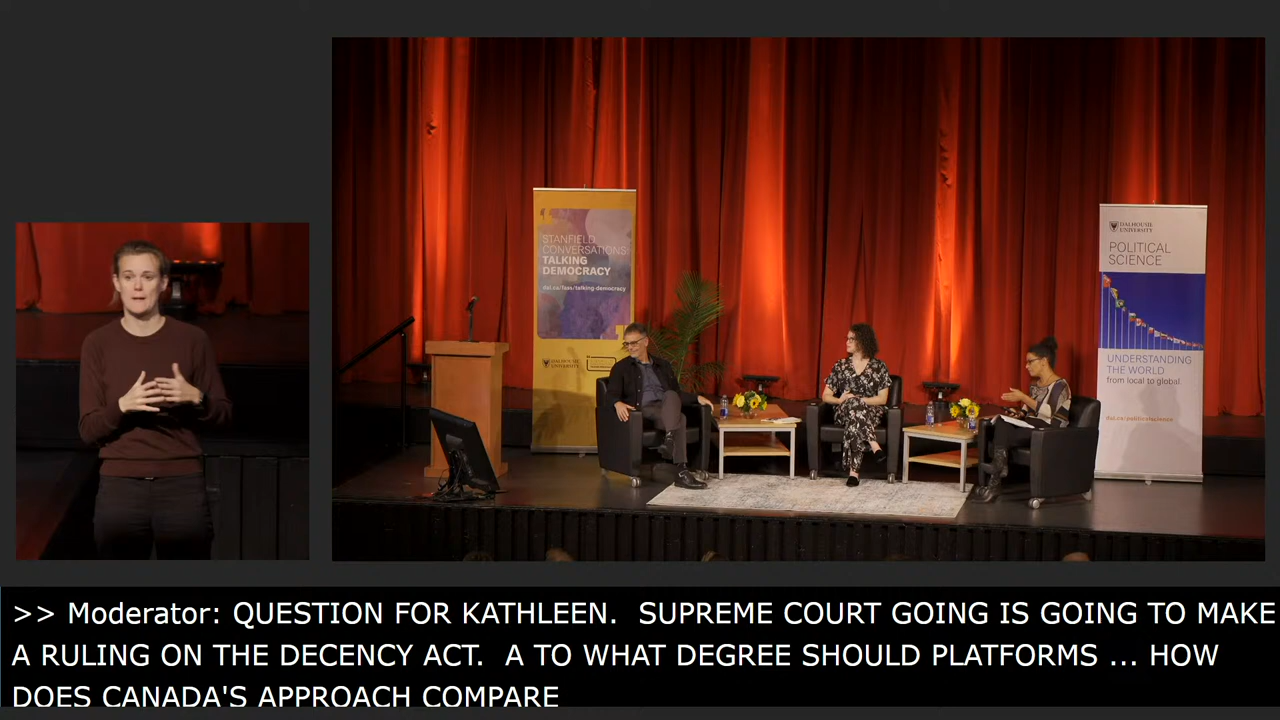 STANFIELD
CONVERSATIONS:
TALKING
DEMOCRACY
dal.ca/fass/talking-democracy
DALHOUSIE
UNIVERSITY
DALHOUSIE
UNIVERSITY
POLITICAL
SCIENCE
UNDERSTANDING
THE WORLD
from local to global.
dal.ca/politicalscience
>> Moderator: QUESTION FOR KATHLEEN.  SUPREME COURT GOING IS GOING TO MAKE
A RULING ON THE DECENCY ACT.  A TO WHAT DEGREE SHOULD PLATFORMS ... HOW
DOES CANADA'S APPROACH COMPARE